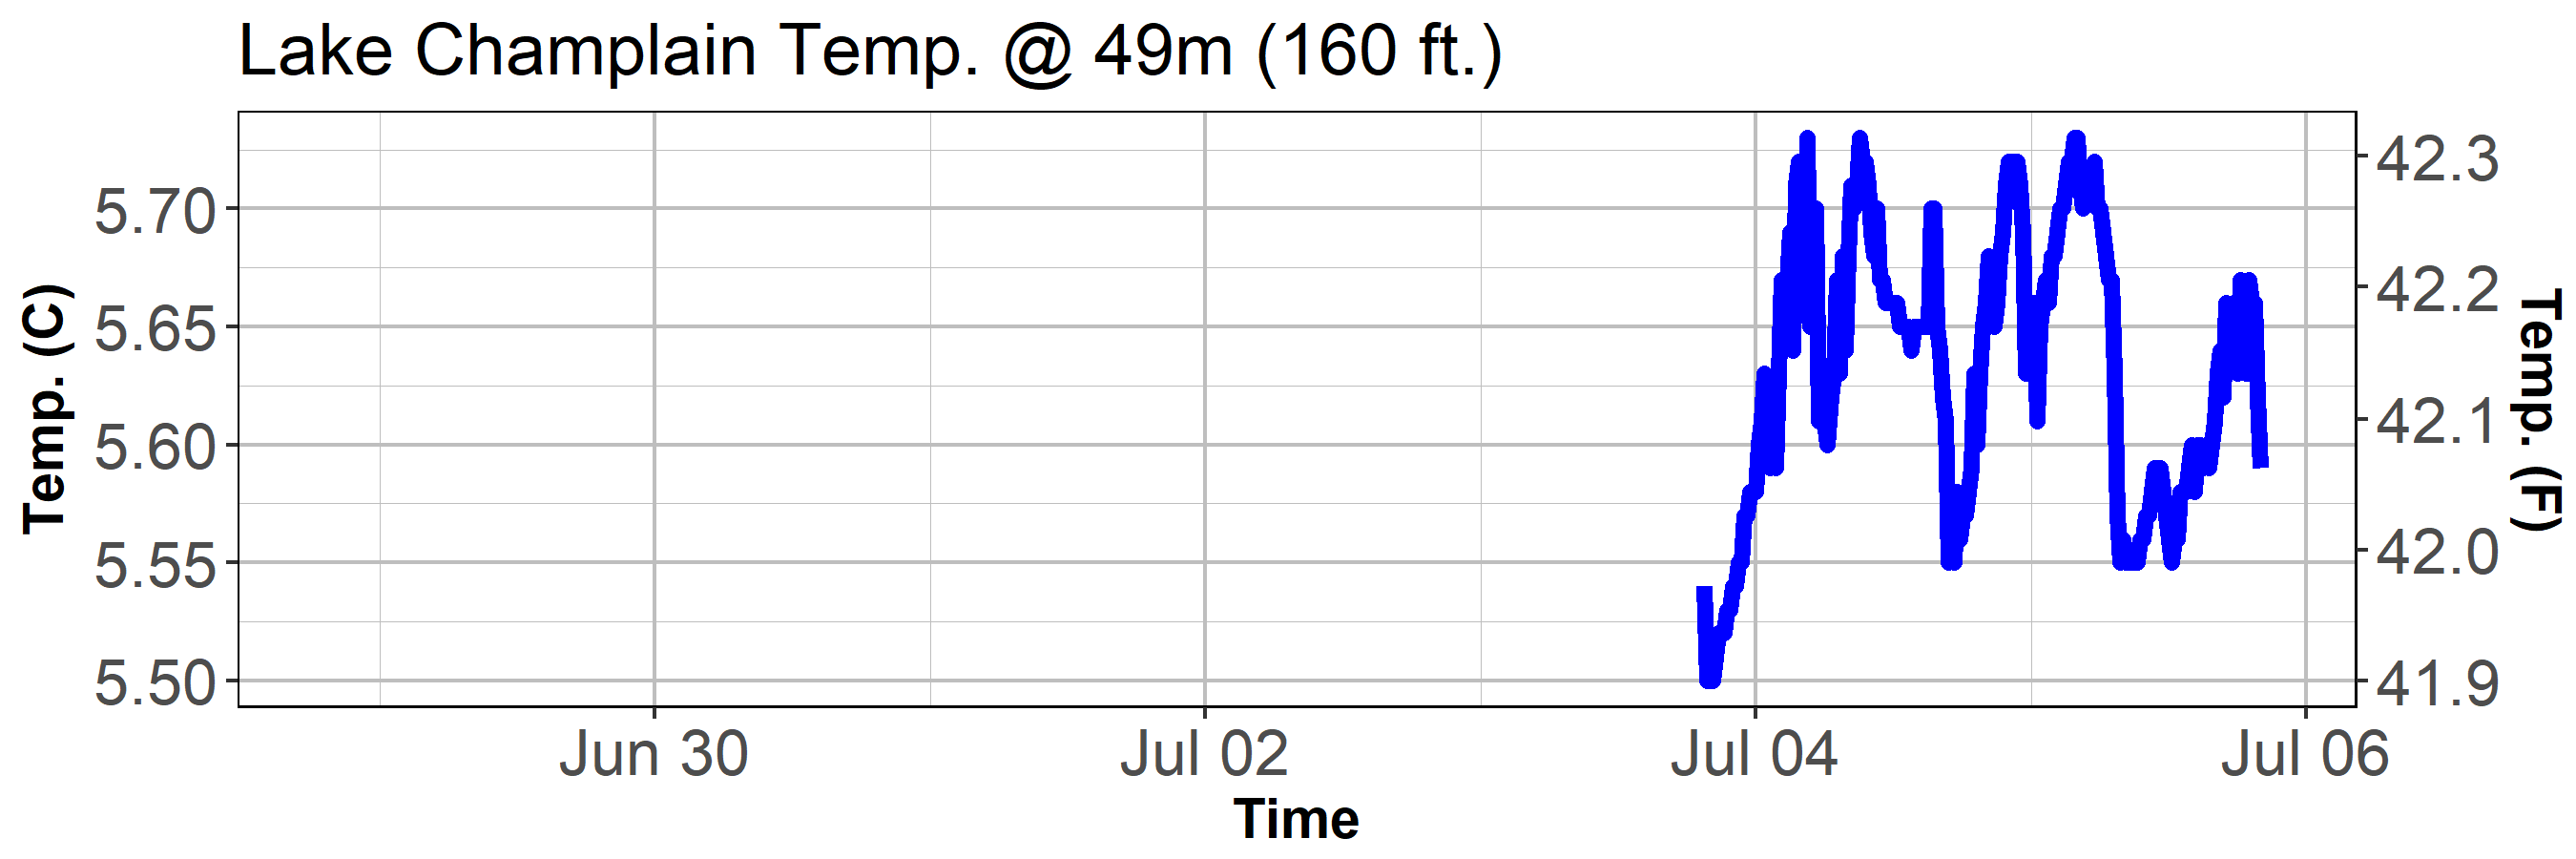 Lake Champlain Temp. @ 49m (160 ft.)
Temp. (C)
5.70
5.65
5.60
5.55
5.50
42.3
42.2
42.1
42.0
41.9
Temp. (F)
Jun 30 Jul 02 Jul 04 Jul 06
Time